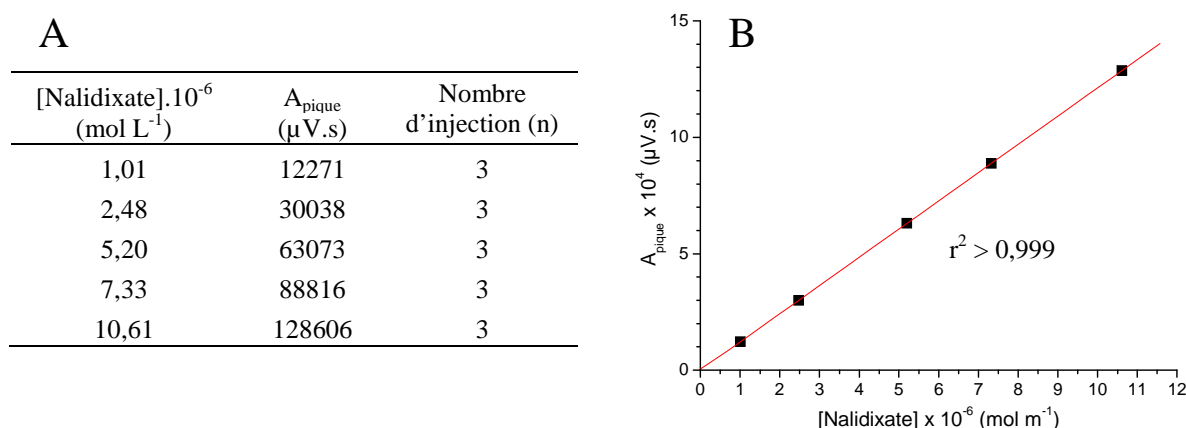 A
[Nalidixate].10⁻⁶ (mol L⁻¹) A_pique (µV.s) Nombre d'injection (n)
1,01 12271 3
2,48 30038 3
5,20 63073 3
7,33 88816 3
10,61 128606 3
B
15
10
5
0
A_pique x 10⁴ (µV.s)
r² > 0,999
0 1 2 3 4 5 6 7 8 9 10 11 12
[Nalidixate] x 10⁻⁶ (mol m⁻¹)